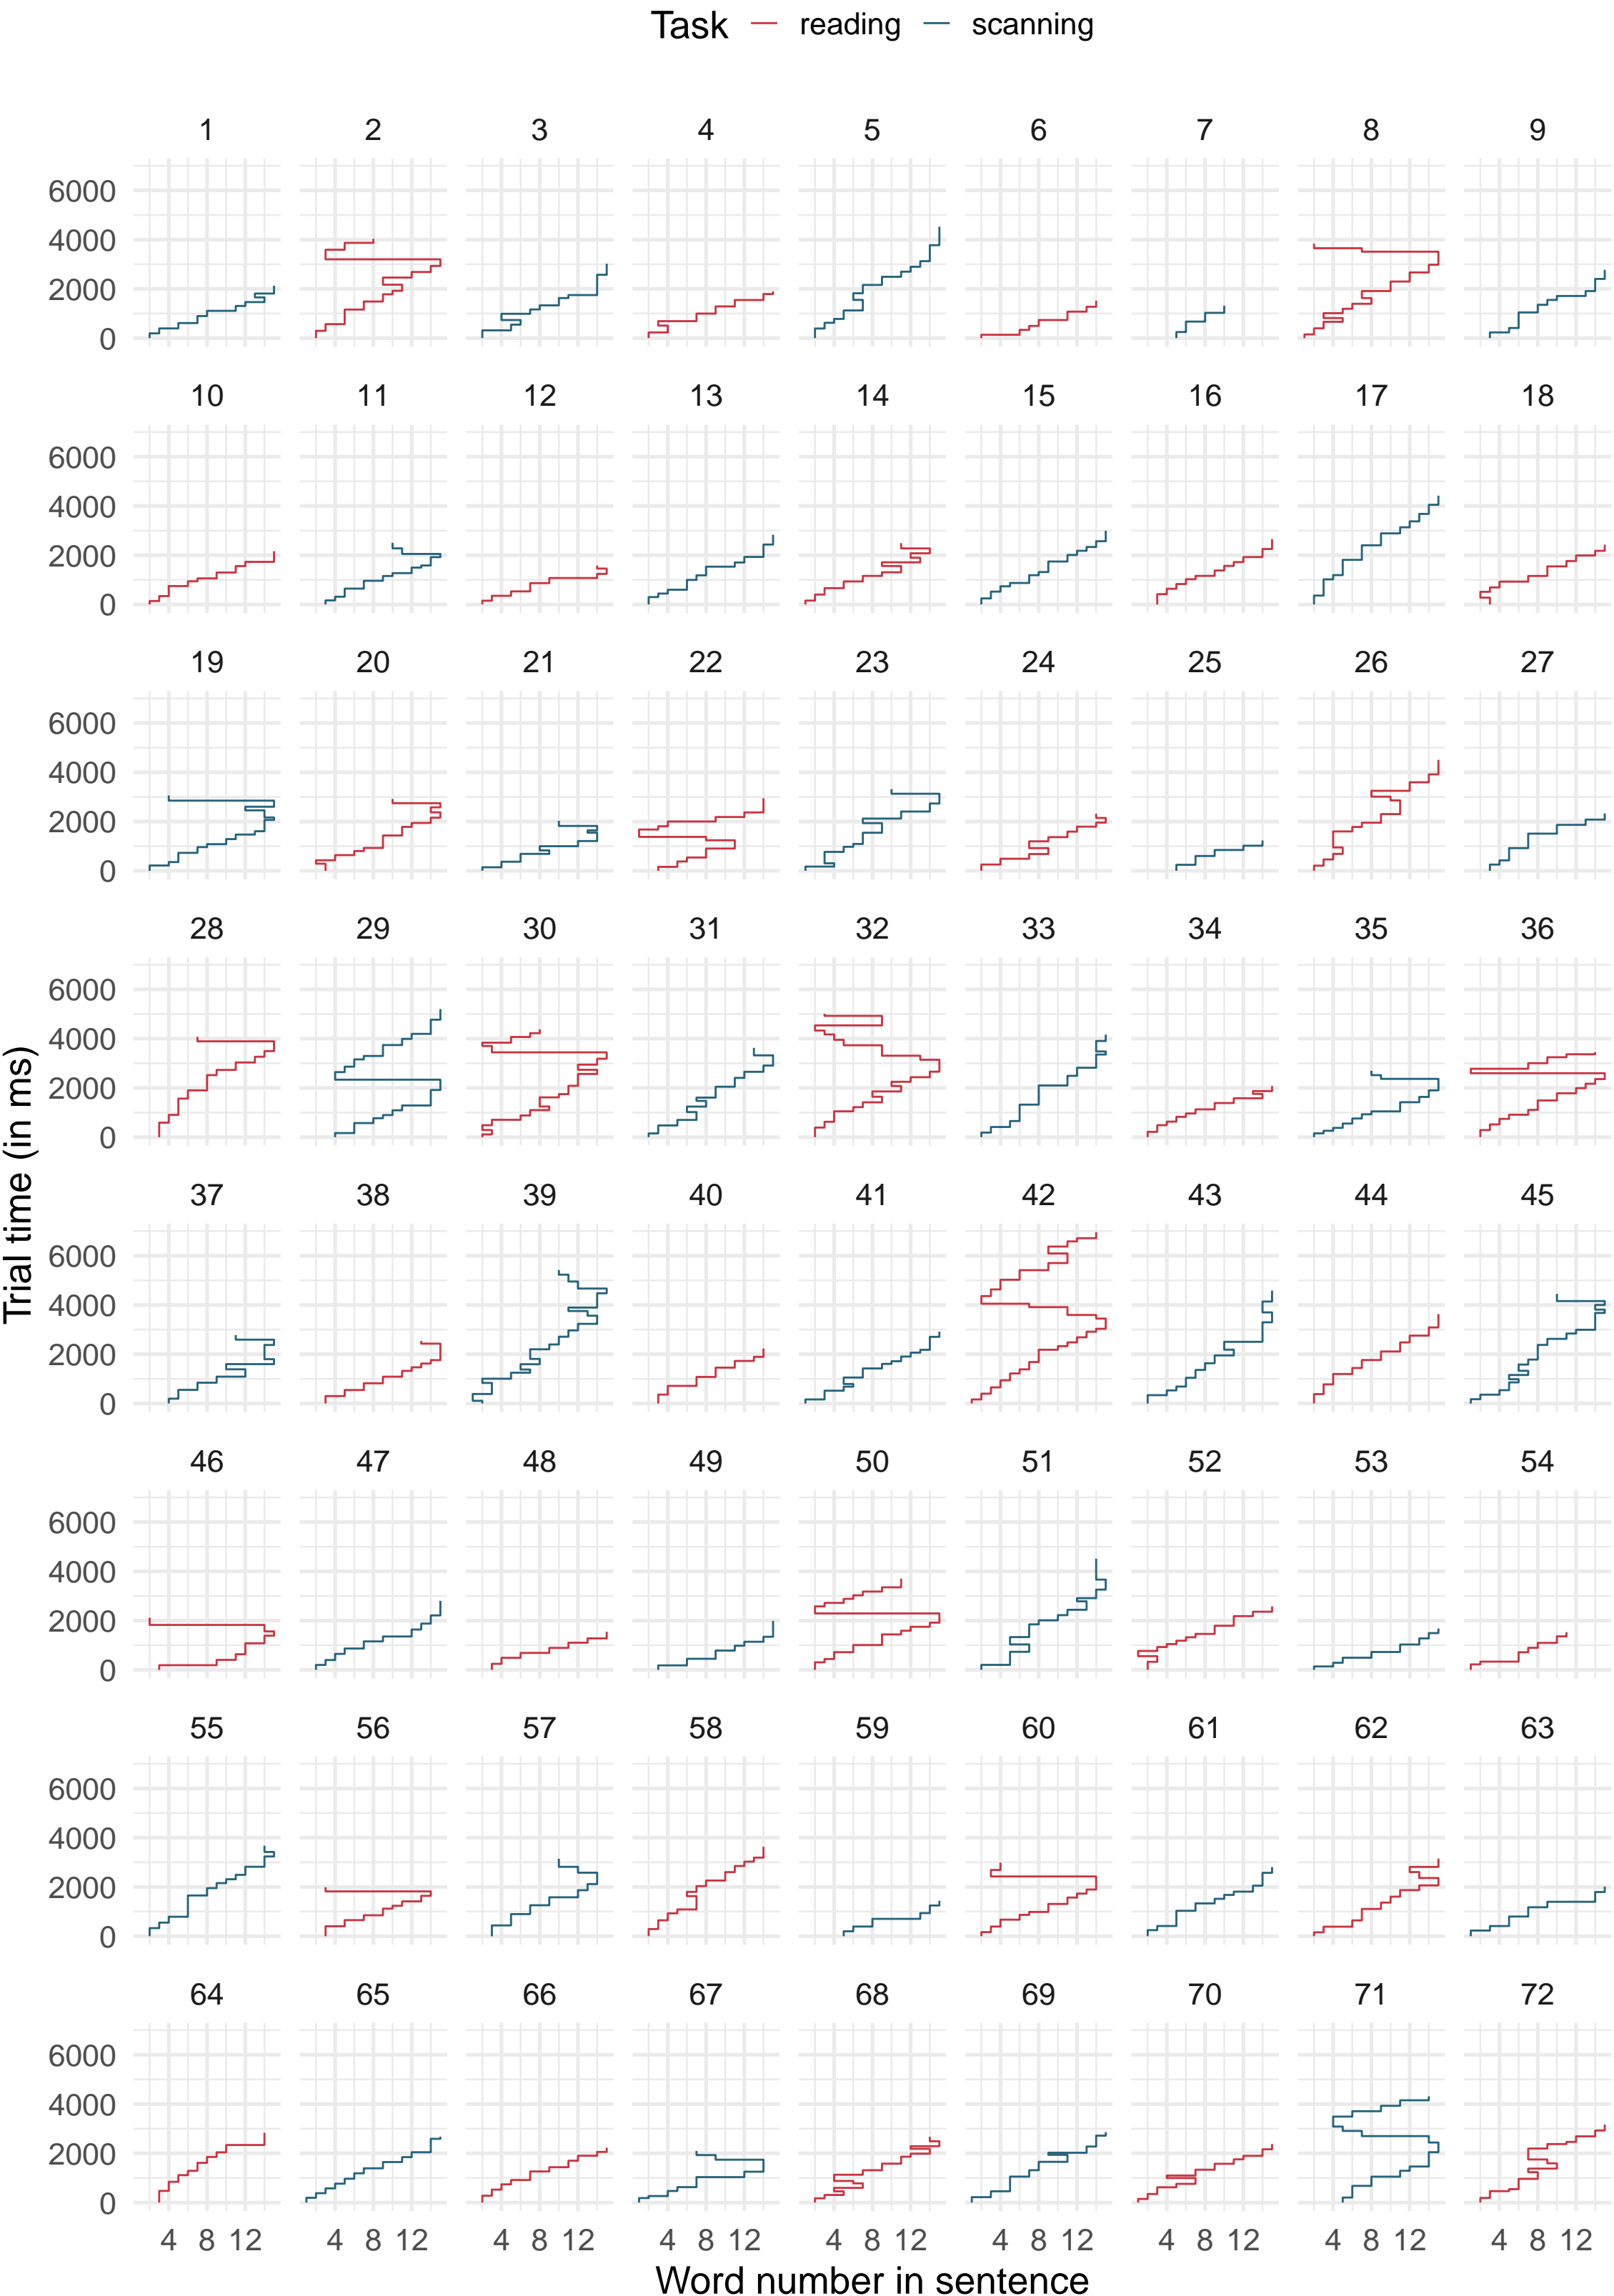 Task reading scanning
1 2 3 4 5 6 7 8 9
6000
4000
2000
0
10 11 12 13 14 15 16 17 18
6000
4000
2000
0
19 20 21 22 23 24 25 26 27
6000
4000
2000
0
28 29 30 31 32 33 34 35 36
6000
4000
2000
0
37 38 39 40 41 42 43 44 45
6000
4000
2000
0
46 47 48 49 50 51 52 53 54
6000
4000
2000
0
55 56 57 58 59 60 61 62 63
6000
4000
2000
0
64 65 66 67 68 69 70 71 72
6000
4000
2000
0
4 8 12 4 8 12 4 8 12 4 8 12 4 8 12 4 8 12 4 8 12 4 8 12 4 8 12
Word number in sentence
Trial time (in ms)